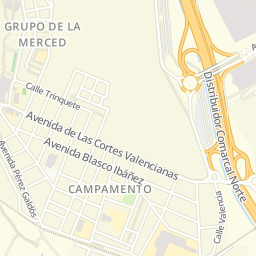 GRUPO DE LA
MERCED
Calle Trinquete
Avenida de Las Cortes Valencianas
Avenida Blasco Ibáñez
Avenida Pérez Galdós
CAMPAMENTO
Distribuidor Comarcal Norte
Calle Valencia
A